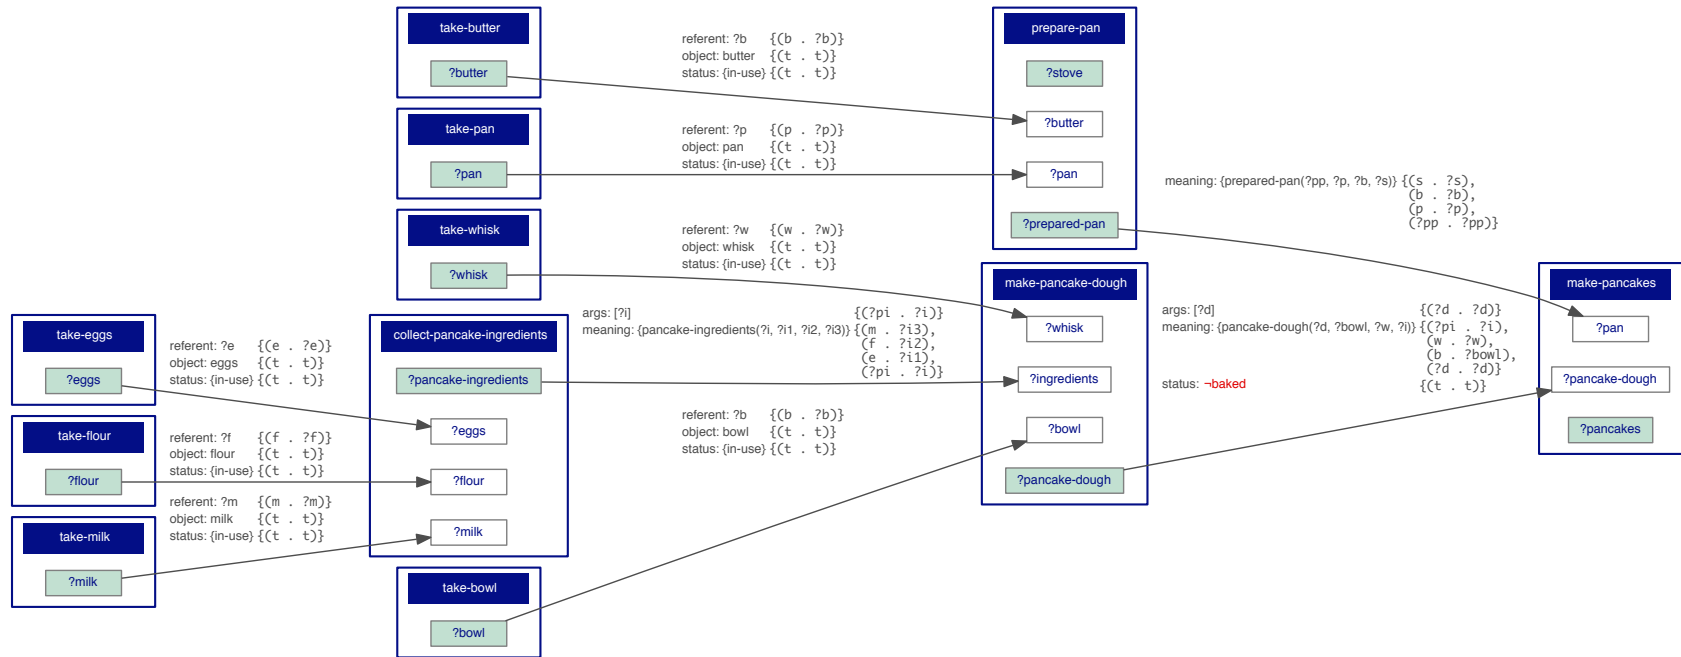 take-butter
?butter
referent: ?b {(b . ?b)}
object: butter {(t . t)}
status: {in-use} {(t . t)}
prepare-pan
?stove
?butter
?pan
?prepared-pan
take-pan
?pan
referent: ?p {(p . ?p)}
object: pan {(t . t)}
status: {in-use} {(t . t)}
meaning: {prepared-pan(?pp, ?p, ?b, ?s)} {(s . ?s),
(b . ?b),
(p . ?p),
(?pp . ?pp)}
take-whisk
?whisk
referent: ?w {(w . ?w)}
object: whisk {(t . t)}
status: {in-use} {(t . t)}
take-eggs
?eggs
referent: ?e {(e . ?e)}
object: eggs {(t . t)}
status: {in-use} {(t . t)}
take-flour
?flour
referent: ?f {(f . ?f)}
object: flour {(t . t)}
status: {in-use} {(t . t)}
take-milk
?milk
referent: ?m {(m . ?m)}
object: milk {(t . t)}
status: {in-use} {(t . t)}
collect-pancake-ingredients
?pancake-ingredients
?eggs
?flour
?milk
args: [?i] {(?pi . ?i)}
meaning: {pancake-ingredients(?i, ?i1, ?i2, ?i3)} {(m . ?i3),
(f . ?i2),
(e . ?i1),
(?pi . ?i)}
take-bowl
?bowl
referent: ?b {(b . ?b)}
object: bowl {(t . t)}
status: {in-use} {(t . t)}
make-pancake-dough
?whisk
?ingredients
?bowl
?pancake-dough
args: [?d] {(?d . ?d)}
meaning: {pancake-dough(?d, ?bowl, ?w, ?i)} {(?pi . ?i),
(w . ?w),
(b . ?bowl),
(?d . ?d)}
status: ¬baked {(t . t)}
make-pancakes
?pan
?pancake-dough
?pancakes